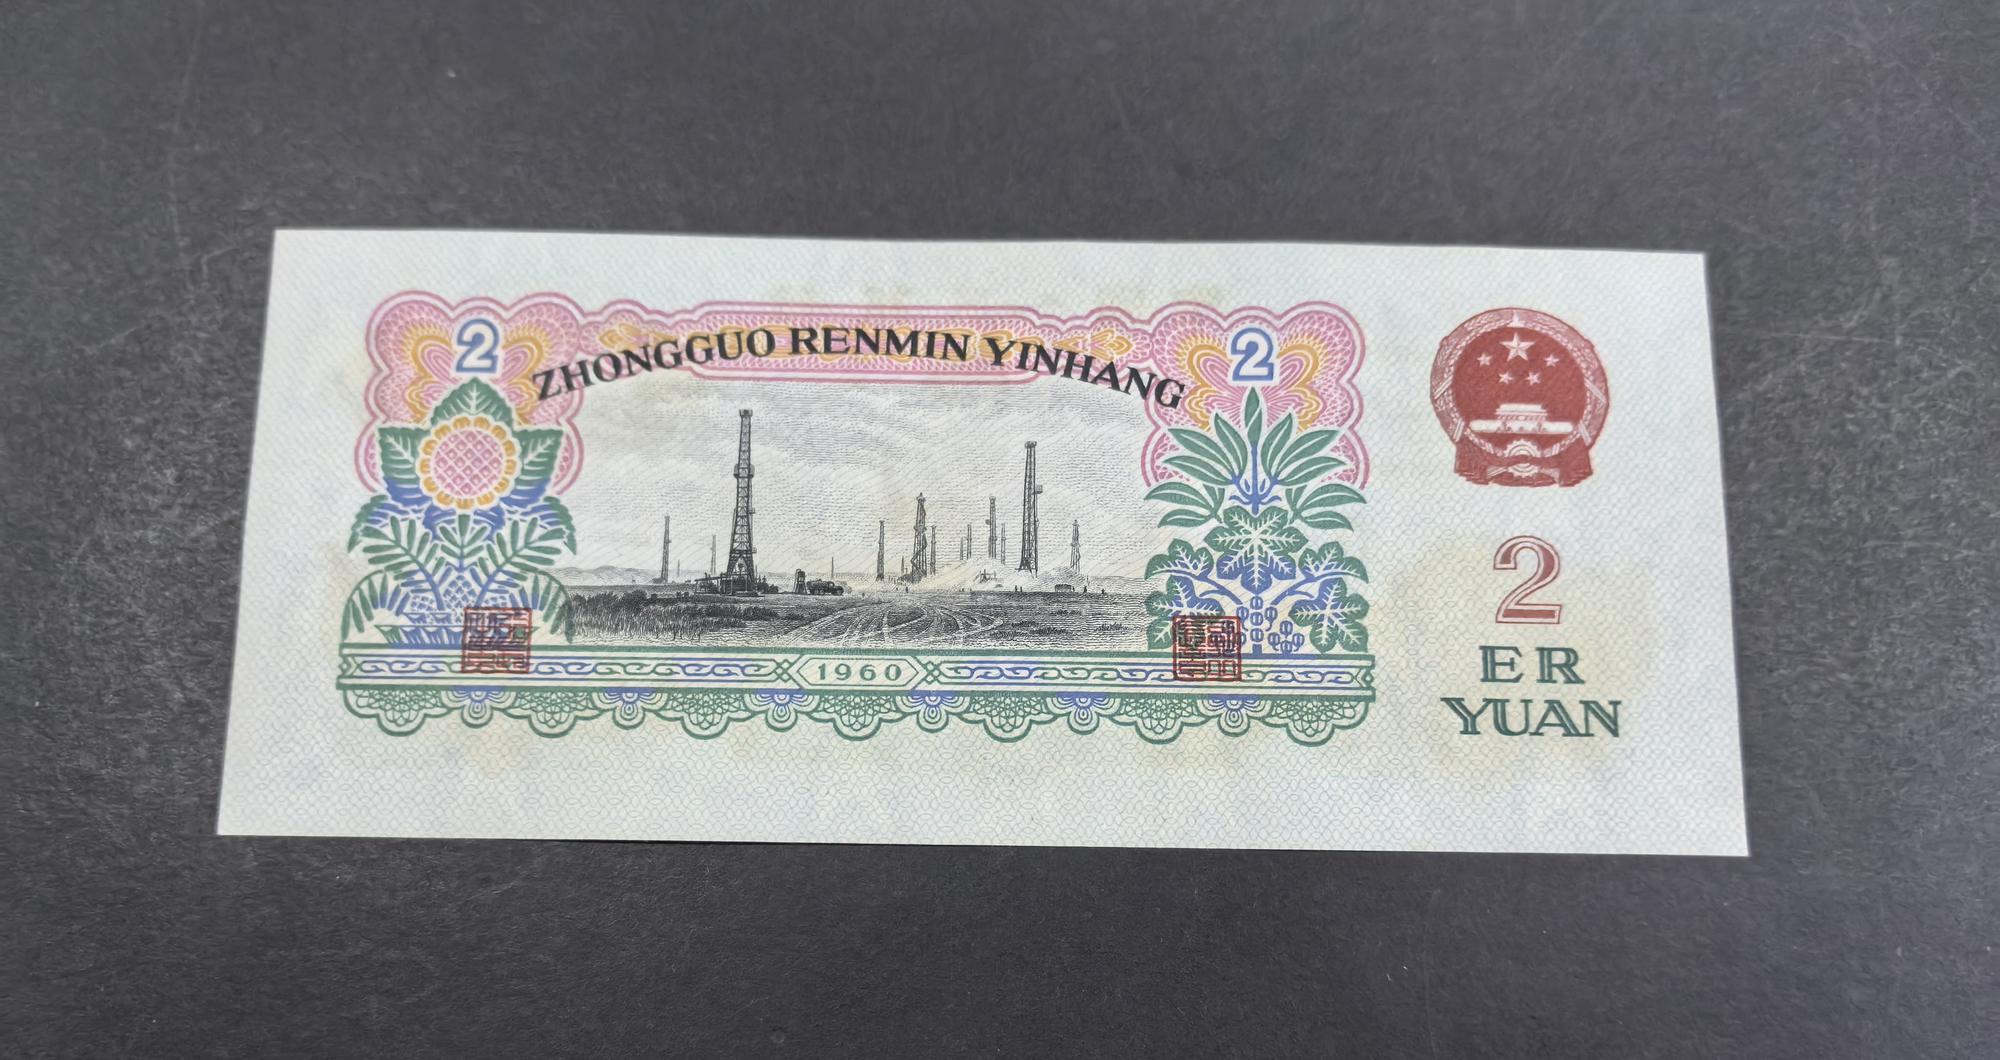 2
2
ZHONGGUO RENMIN YINHANG
1960
2
ER
YUAN